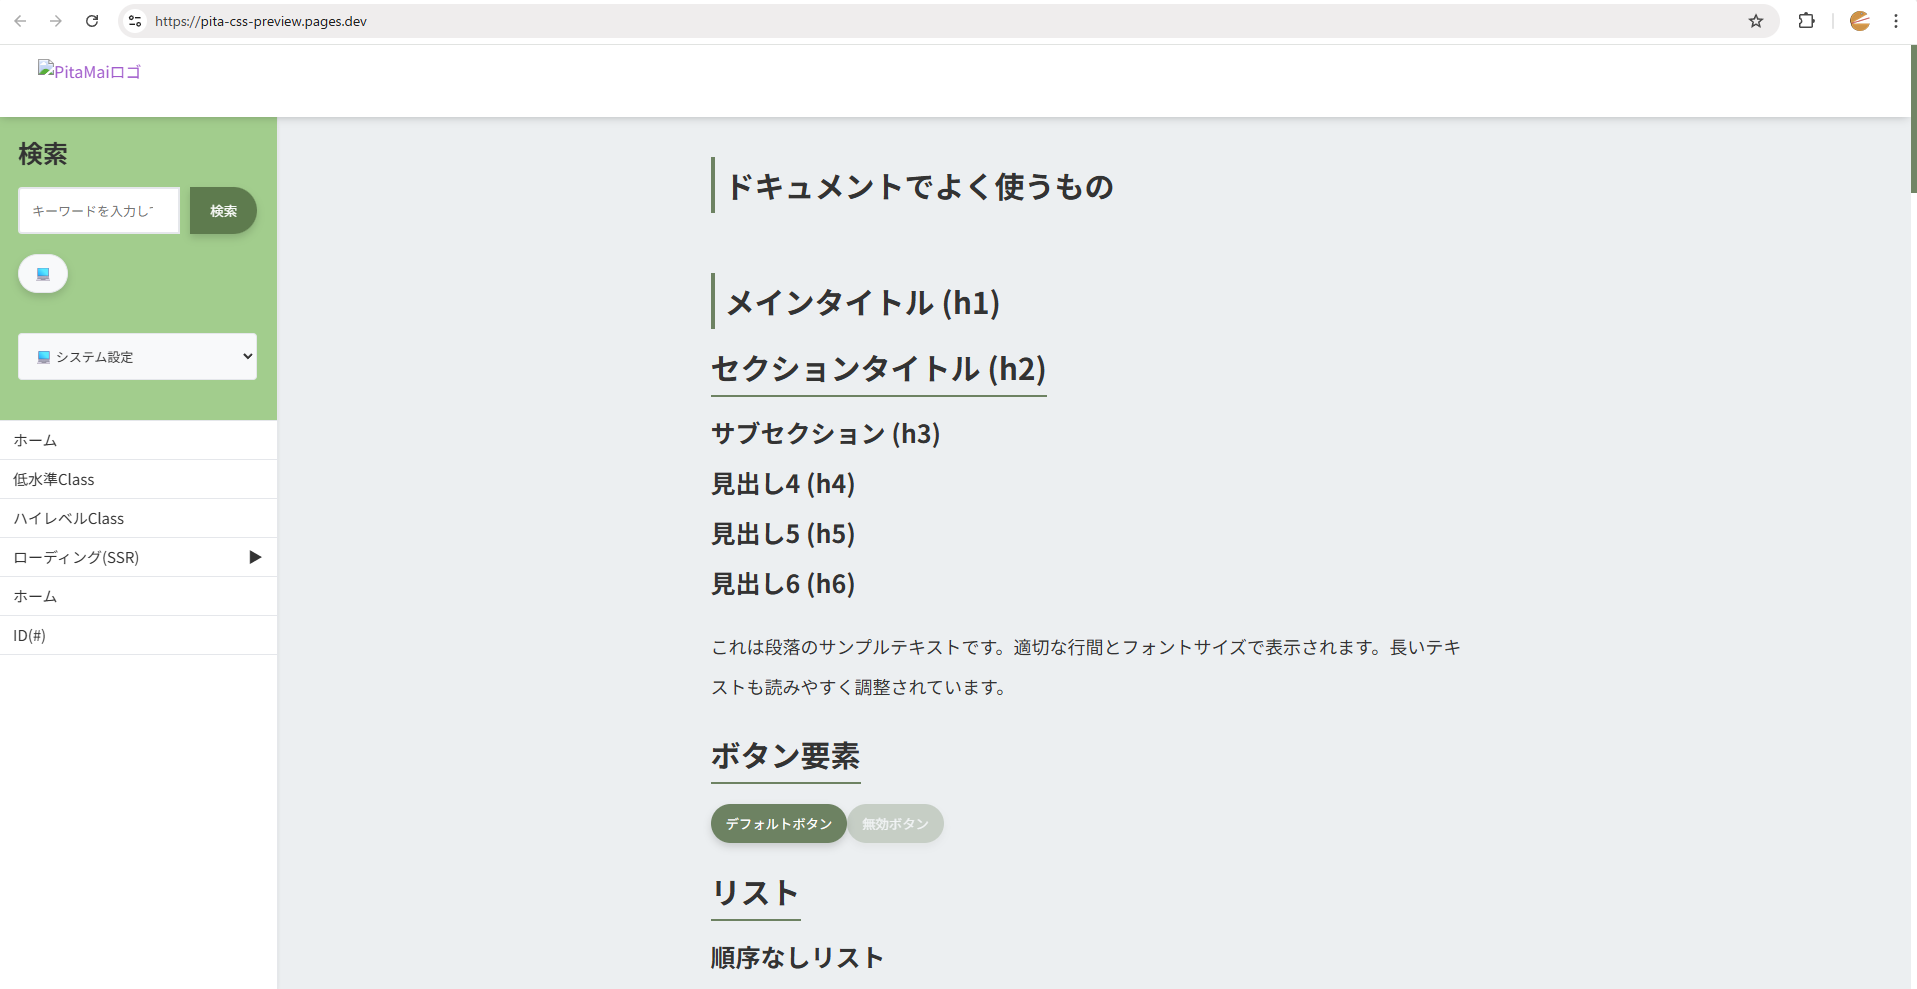 https://pita-css-preview.pages.dev
PitaMaiロゴ
検索
キーワードを入力し
検索
システム設定
ホーム
低水準Class
ハイレベルClass
ローディング(SSR)
ホーム
ID(#)
ドキュメントでよく使うもの
メインタイトル (h1)
セクションタイトル (h2)
サブセクション (h3)
見出し4 (h4)
見出し5 (h5)
見出し6 (h6)
これは段落のサンプルテキストです。適切な行間とフォントサイズで表示されます。長いテキ
ストも読みやすく調整されています。
ボタン要素
デフォルトボタン
無効ボタン
リスト
順序なしリスト